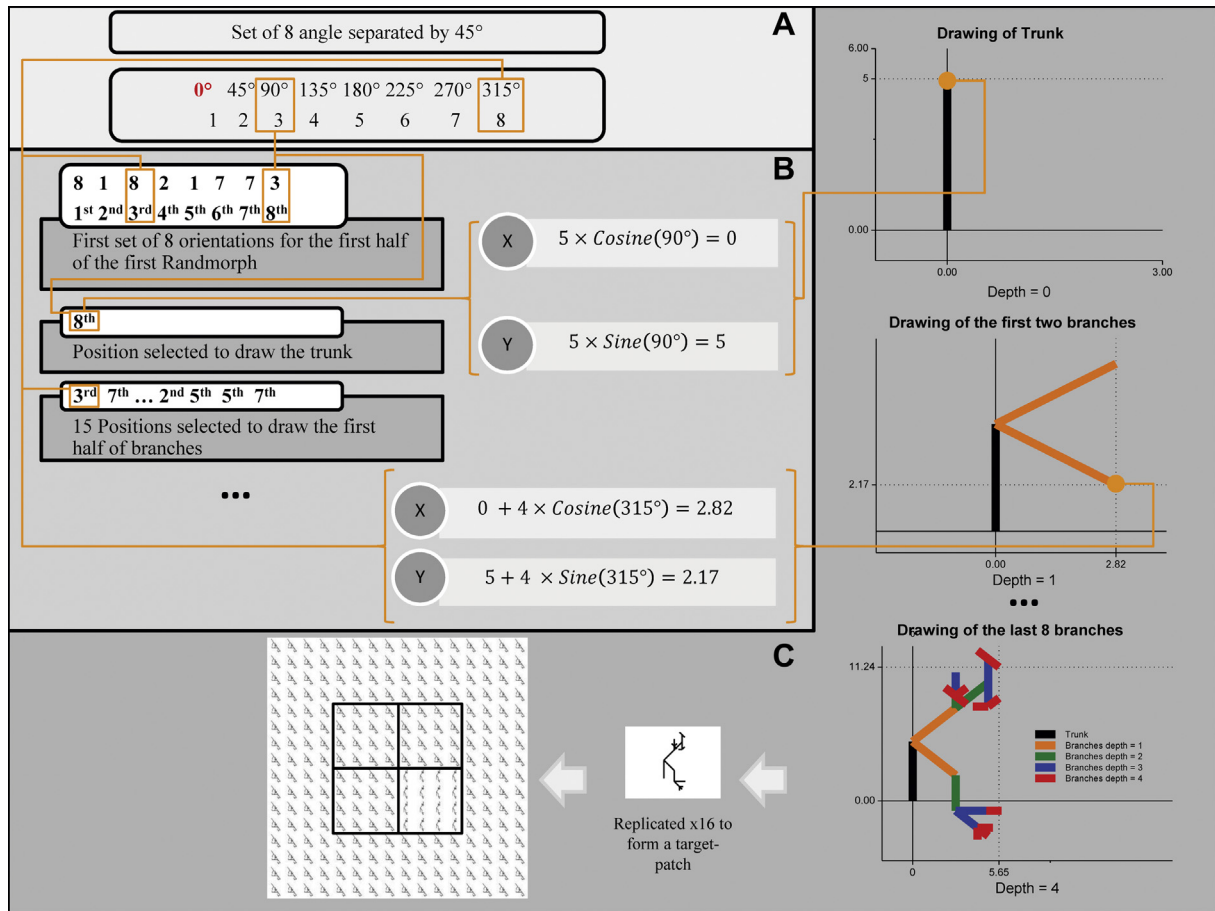 A
Set of 8 angle separated by 45°
0° 45° 90° 135° 180° 225° 270° 315°
1 2 3 4 5 6 7 8
B
8 1 8 2 1 7 7 3
1st 2nd 3rd 4th 5th 6th 7th 8th
First set of 8 orientations for the first half
of the first Randmorph
8th
Position selected to draw the trunk
3rd 7th ... 2nd 5th 5th 7th
15 Positions selected to draw the first
half of branches
...
X
5 × Cosine(90°) = 0
Y
5 × Sine(90°) = 5
X
0 + 4 × Cosine(315°) = 2.82
Y
5 + 4 × Sine(315°) = 2.17
C
Replicated x16 to
form a target-
patch
Drawing of Trunk
6.00
5
0.00
0.00 3.00
Depth = 0
Drawing of the first two branches
2.17
0.00 2.82
Depth = 1
...
Drawing of the last 8 branches
11.24
Trunk
Branches depth = 1
Branches depth = 2
Branches depth = 3
Branches depth = 4
0.00
0 5.65
Depth = 4